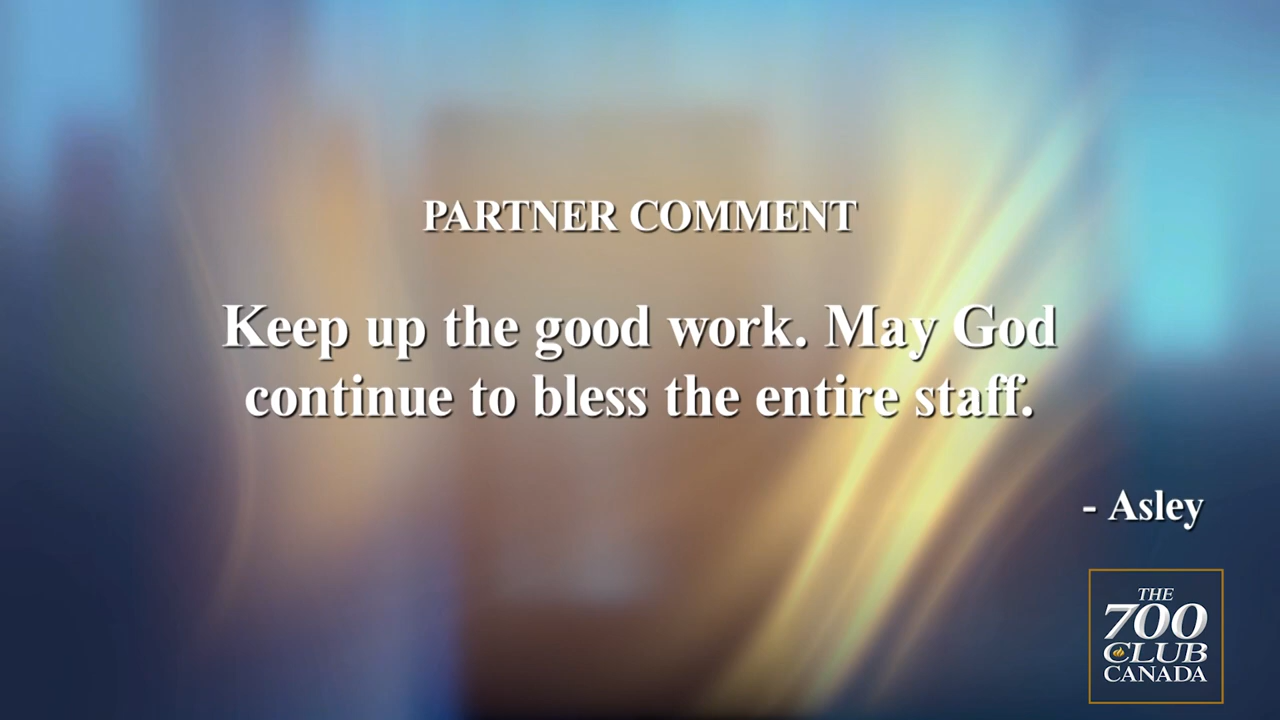 PARTNER COMMENT
Keep up the good work. May God
continue to bless the entire staff.
- Asley
THE
700
CLUB
CANADA